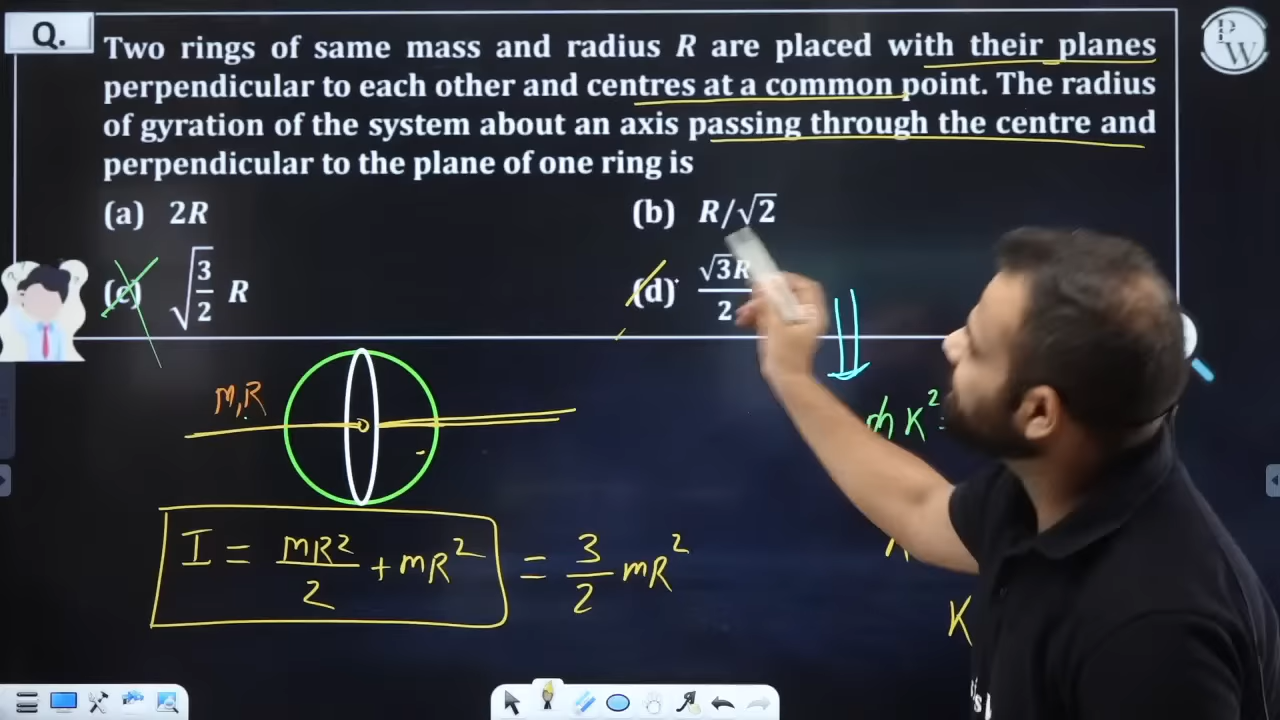 Q.
Two rings of same mass and radius R are placed with their planes
perpendicular to each other and centres at a common point. The radius
of gyration of the system about an axis passing through the centre and
perpendicular to the plane of one ring is
(a) 2R
(b) R/√2
(c) √(3/2) R
(d) √3R/2
P
W
M,R
mK² =
I = mR²/2 + mR² = 3/2 mR²
K